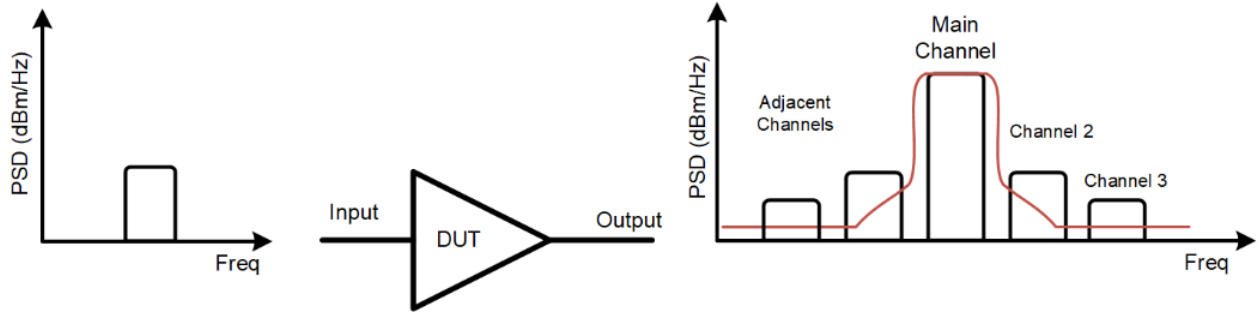 PSD (dBm/Hz)
Freq
Input
DUT
Output
PSD (dBm/Hz)
Main
Channel
Adjacent
Channels
Channel 2
Channel 3
Freq